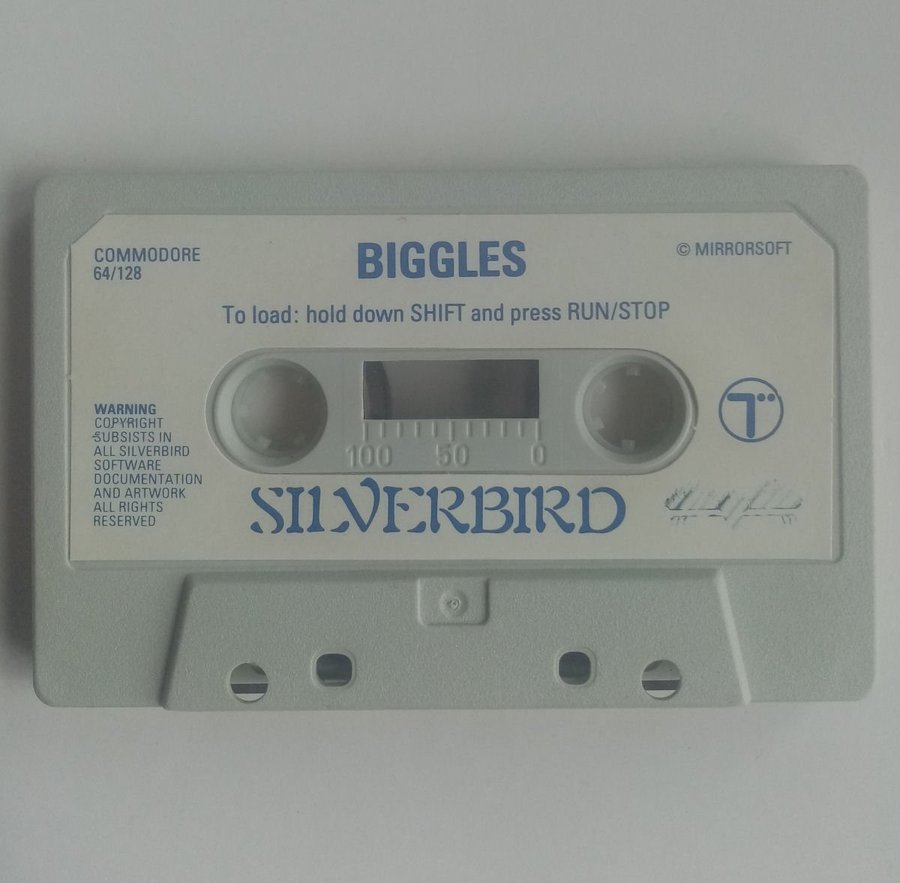 COMMODORE
64/128
BIGGLES
© MIRRORSOFT
To load: hold down SHIFT and press RUN/STOP
WARNING
COPYRIGHT
SUBSISTS IN
ALL SILVERBIRD
SOFTWARE
DOCUMENTATION
AND ARTWORK
ALL RIGHTS
RESERVED
100 50 0
T
SILVERBIRD